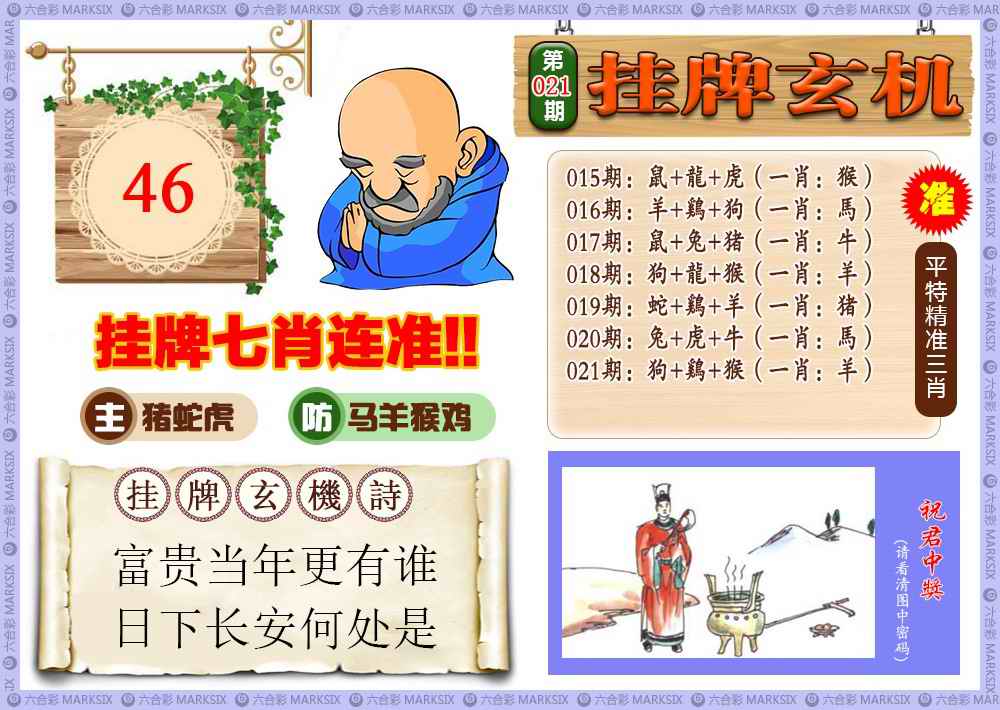 六合彩 MARKSIX
第
021
期
挂牌玄机
46
015期：鼠+龍+虎（一肖：猴）
016期：羊+鷄+狗（一肖：馬）
017期：鼠+兔+猪（一肖：牛）
018期：狗+龍+猴（一肖：羊）
019期：蛇+鷄+羊（一肖：猪）
020期：兔+虎+牛（一肖：馬）
021期：狗+鷄+猴（一肖：羊）
准
平特精准三肖
挂牌七肖连准!!
主 猪蛇虎
防 马羊猴鸡
挂牌玄機詩
富贵当年更有谁
日下长安何处是
祝君中獎
（请看清图中密码）